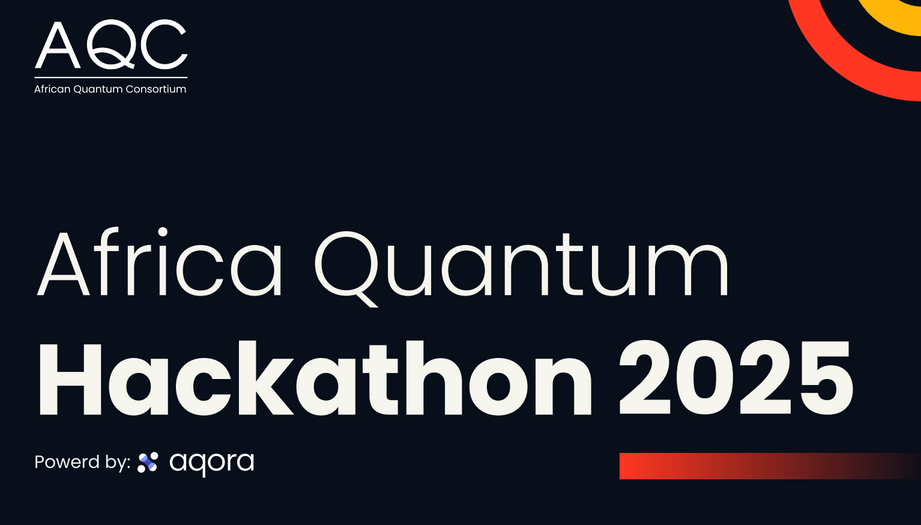 AQC
African Quantum Consortium
Africa Quantum
Hackathon 2025
Powerd by: aqora